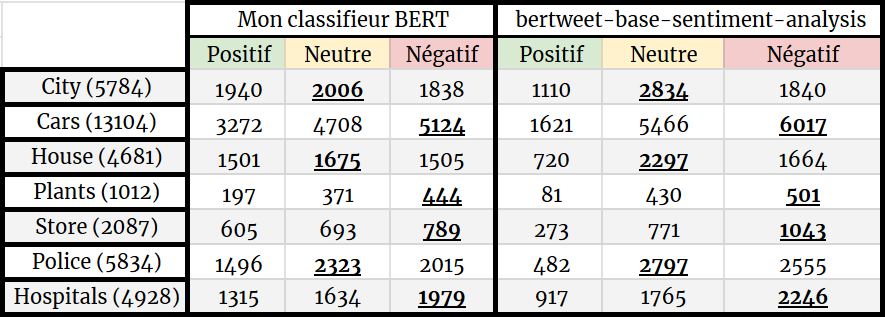 Mon classifieur BERT bertweet-base-sentiment-analysis
Positif Neutre Négatif Positif Neutre Négatif
City (5784) 1940 2006 1838 1110 2834 1840
Cars (13104) 3272 4708 5124 1621 5466 6017
House (4681) 1501 1675 1505 720 2297 1664
Plants (1012) 197 371 444 81 430 501
Store (2087) 605 693 789 273 771 1043
Police (5834) 1496 2323 2015 482 2797 2555
Hospitals (4928) 1315 1634 1979 917 1765 2246